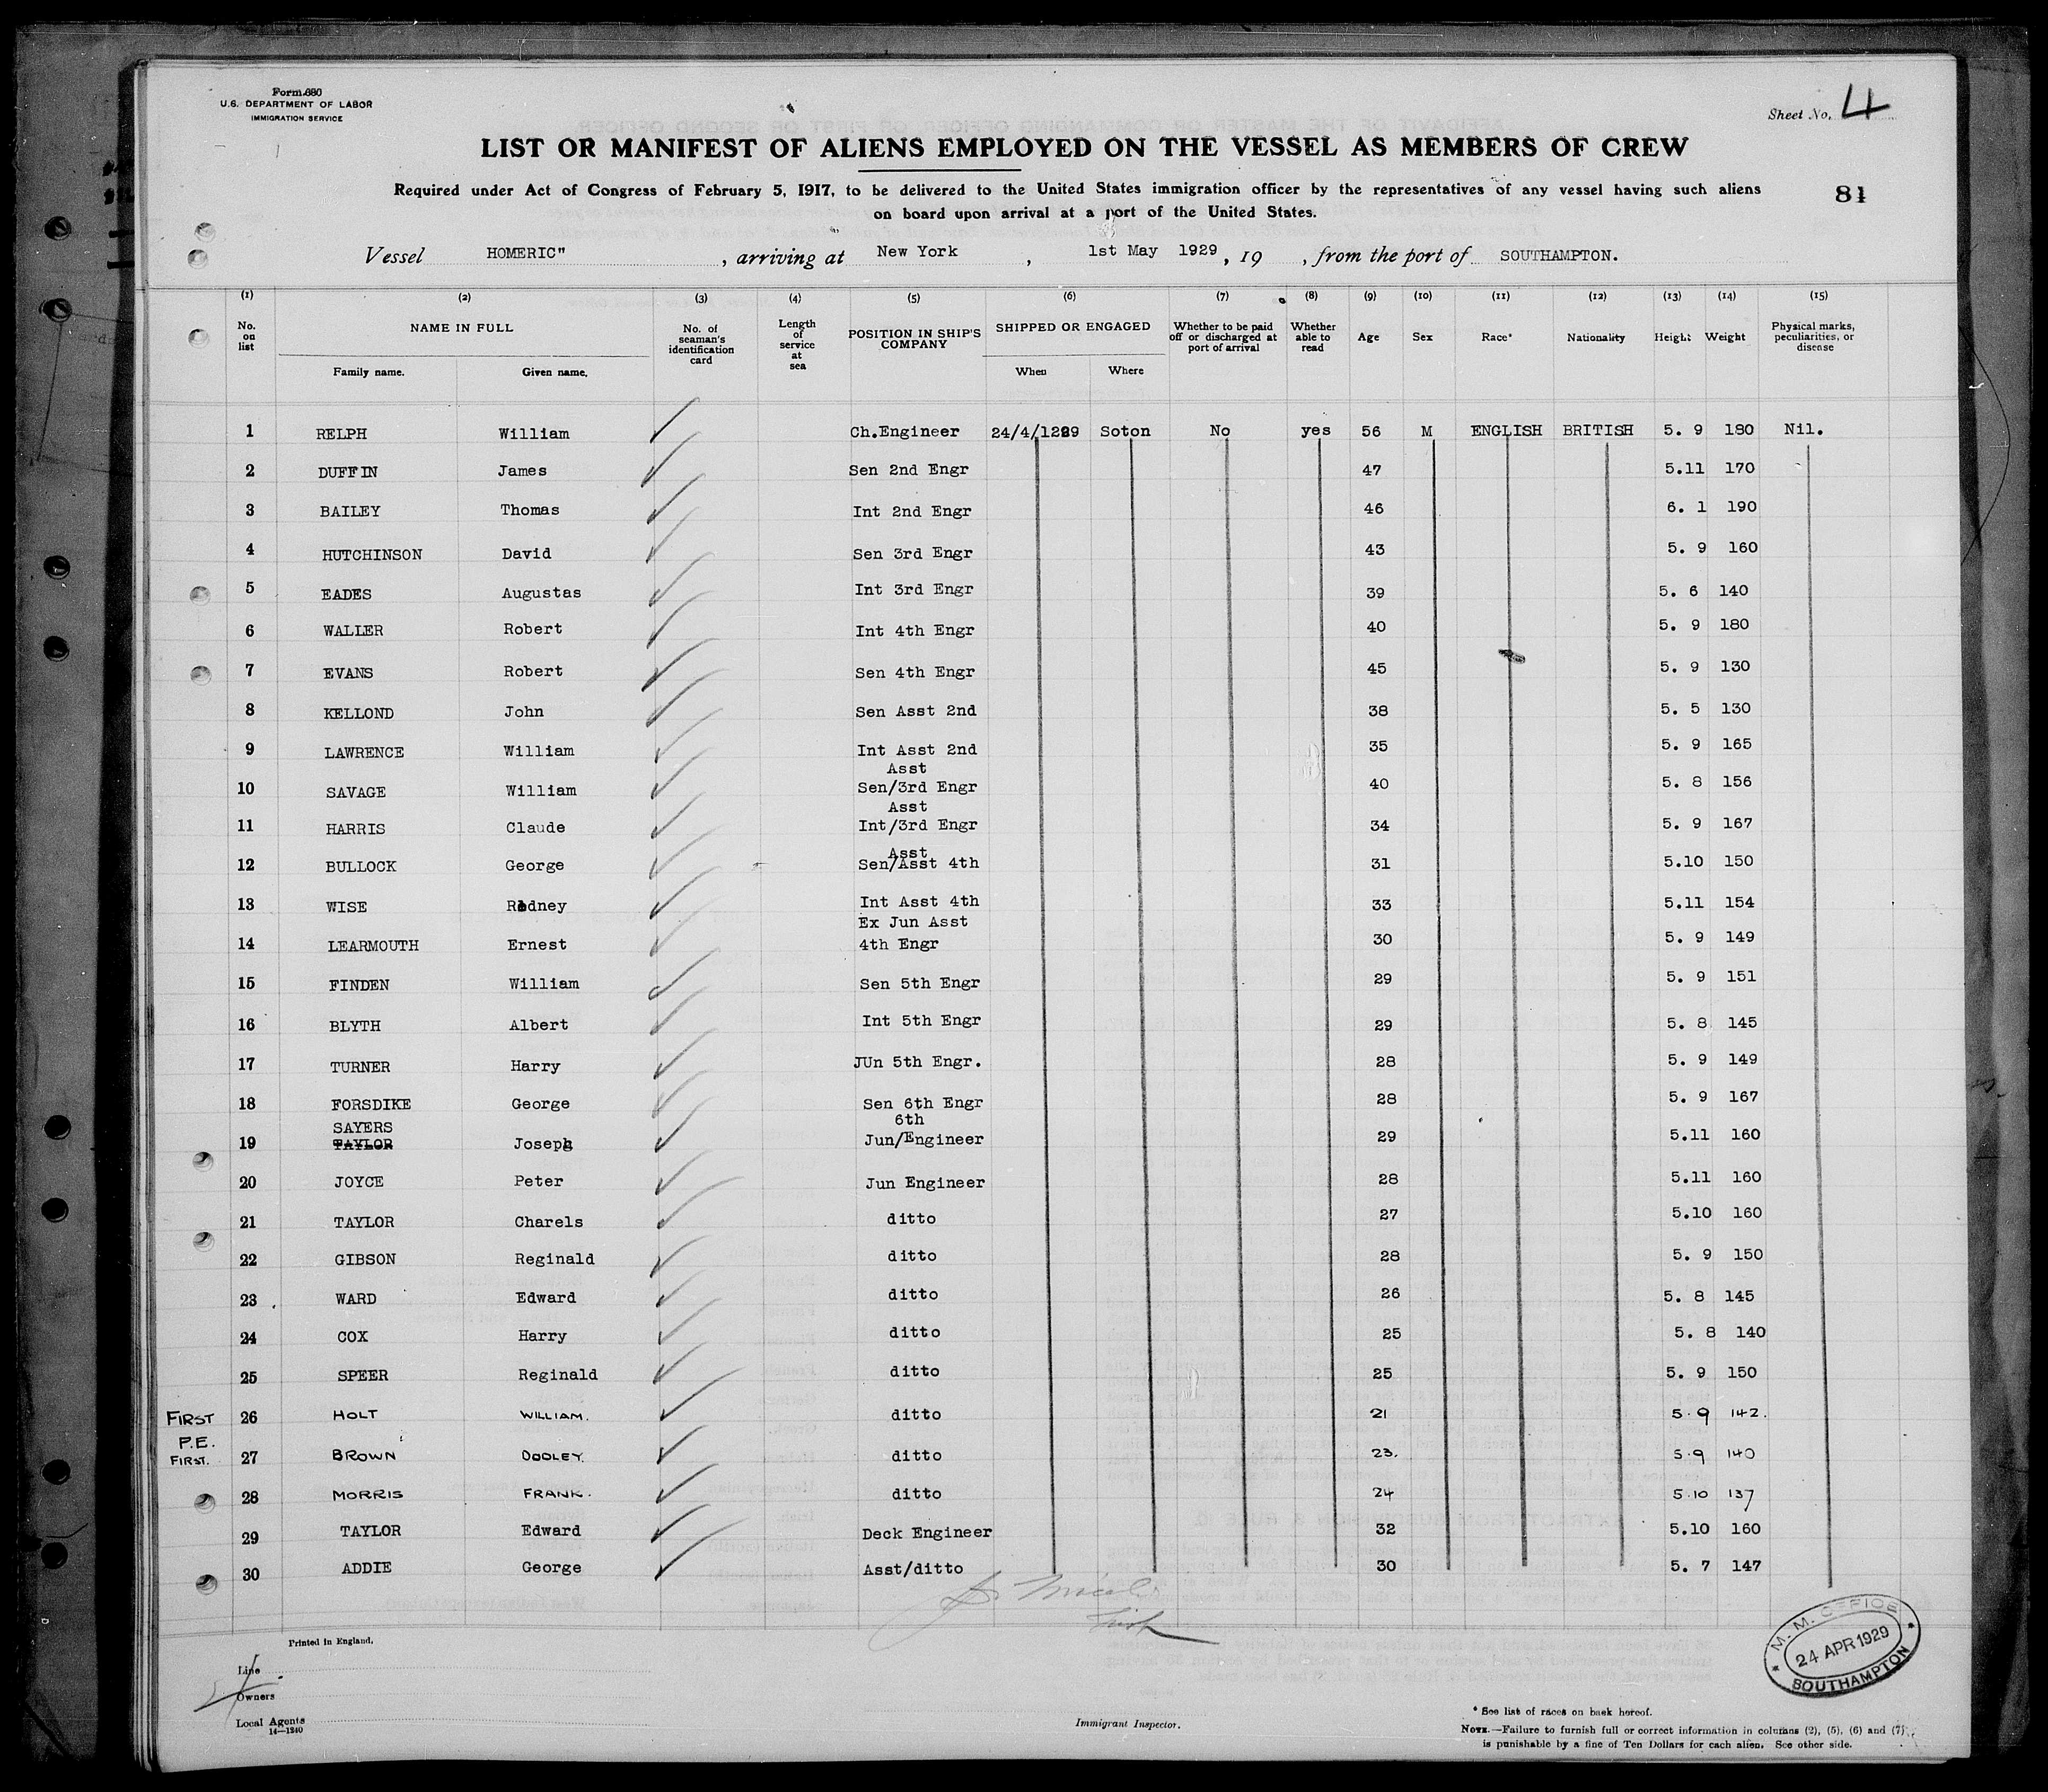 Form 680
U.S. DEPARTMENT OF LABOR
IMMIGRATION SERVICE
Sheet No. 4
LIST OR MANIFEST OF ALIENS EMPLOYED ON THE VESSEL AS MEMBERS OF CREW
Required under Act of Congress of February 5, 1917, to be delivered to the United States immigration officer by the representatives of any vessel having such aliens
on board upon arrival at a port of the United States.
81
Vessel HOMERIC" , arriving at New York , 1st May 1929 , 19 , from the port of SOUTHAMPTON.
(1) (2) (3) (4) (5) (6) (7) (8) (9) (10) (11) (12) (13) (14) (15)
No. on list NAME IN FULL No. of seaman's identification card Length of service at sea POSITION IN SHIP'S COMPANY SHIPPED OR ENGAGED Whether to be paid off or discharged at port of arrival Whether able to read Age Sex Race* Nationality Height Weight Physical marks, peculiarities, or disease
Family name. Given name. When Where
1 RELPH William Ch.Engineer 24/4/1289 Soton No yes 56 M ENGLISH BRITISH 5. 9 180 Nil.
2 DUFFIN James Sen 2nd Engr 47 5.11 170
3 BAILEY Thomas Int 2nd Engr 46 6. 1 190
4 HUTCHINSON David Sen 3rd Engr 43 5. 9 160
5 EADES Augustas Int 3rd Engr 39 5. 6 140
6 WALLER Robert Int 4th Engr 40 5. 9 180
7 EVANS Robert Sen 4th Engr 45 5. 9 130
8 KELLOND John Sen Asst 2nd 38 5. 5 130
9 LAWRENCE William Int Asst 2nd 35 5. 9 165
Asst
10 SAVAGE William Sen/3rd Engr 40 5. 8 156
Asst
11 HARRIS Claude Int/3rd Engr 34 5. 9 167
Asst
12 BULLOCK George Sen/Asst 4th 31 5.10 150
13 WISE Rodney Int Asst 4th 33 5.11 154
Ex Jun Asst
14 LEARMOUTH Ernest 4th Engr 30 5. 9 149
15 FINDEN William Sen 5th Engr 29 5. 9 151
16 BLYTH Albert Int 5th Engr 29 5. 8 145
17 TURNER Harry JUn 5th Engr. 28 5. 9 149
18 FORSDIKE George Sen 6th Engr 28 5. 9 167
SAYERS 6th
19 TAYLOR Joseph Jun/Engineer 29 5.11 160
20 JOYCE Peter Jun Engineer 28 5.11 160
21 TAYLOR Charels ditto 27 5.10 160
22 GIBSON Reginald ditto 28 5. 9 150
23 WARD Edward ditto 26 5. 8 145
24 COX Harry ditto 25 5. 8 140
25 SPEER Reginald ditto 25 5. 9 150
FIRST 26 HOLT WILLIAM. ditto 21 5.9 142.
P.E.
FIRST. 27 BROWN DUDLEY. ditto 23. 5.9 140
28 MORRIS FRANK. ditto 24 5.10 137
29 TAYLOR Edward Deck Engineer 32 5.10 160
30 ADDIE George Asst/ditto 30 5. 7 147
M. M. OFFICE
24 APR 1929
SOUTHAMPTON
Printed in England.
Line
Owners
Local Agents
14—1240
Immigrant Inspector.
* See list of races on back hereof.
NOTE.—Failure to furnish full or correct information in columns (2), (5), (6) and (7)
is punishable by a fine of Ten Dollars for each alien. See other side.